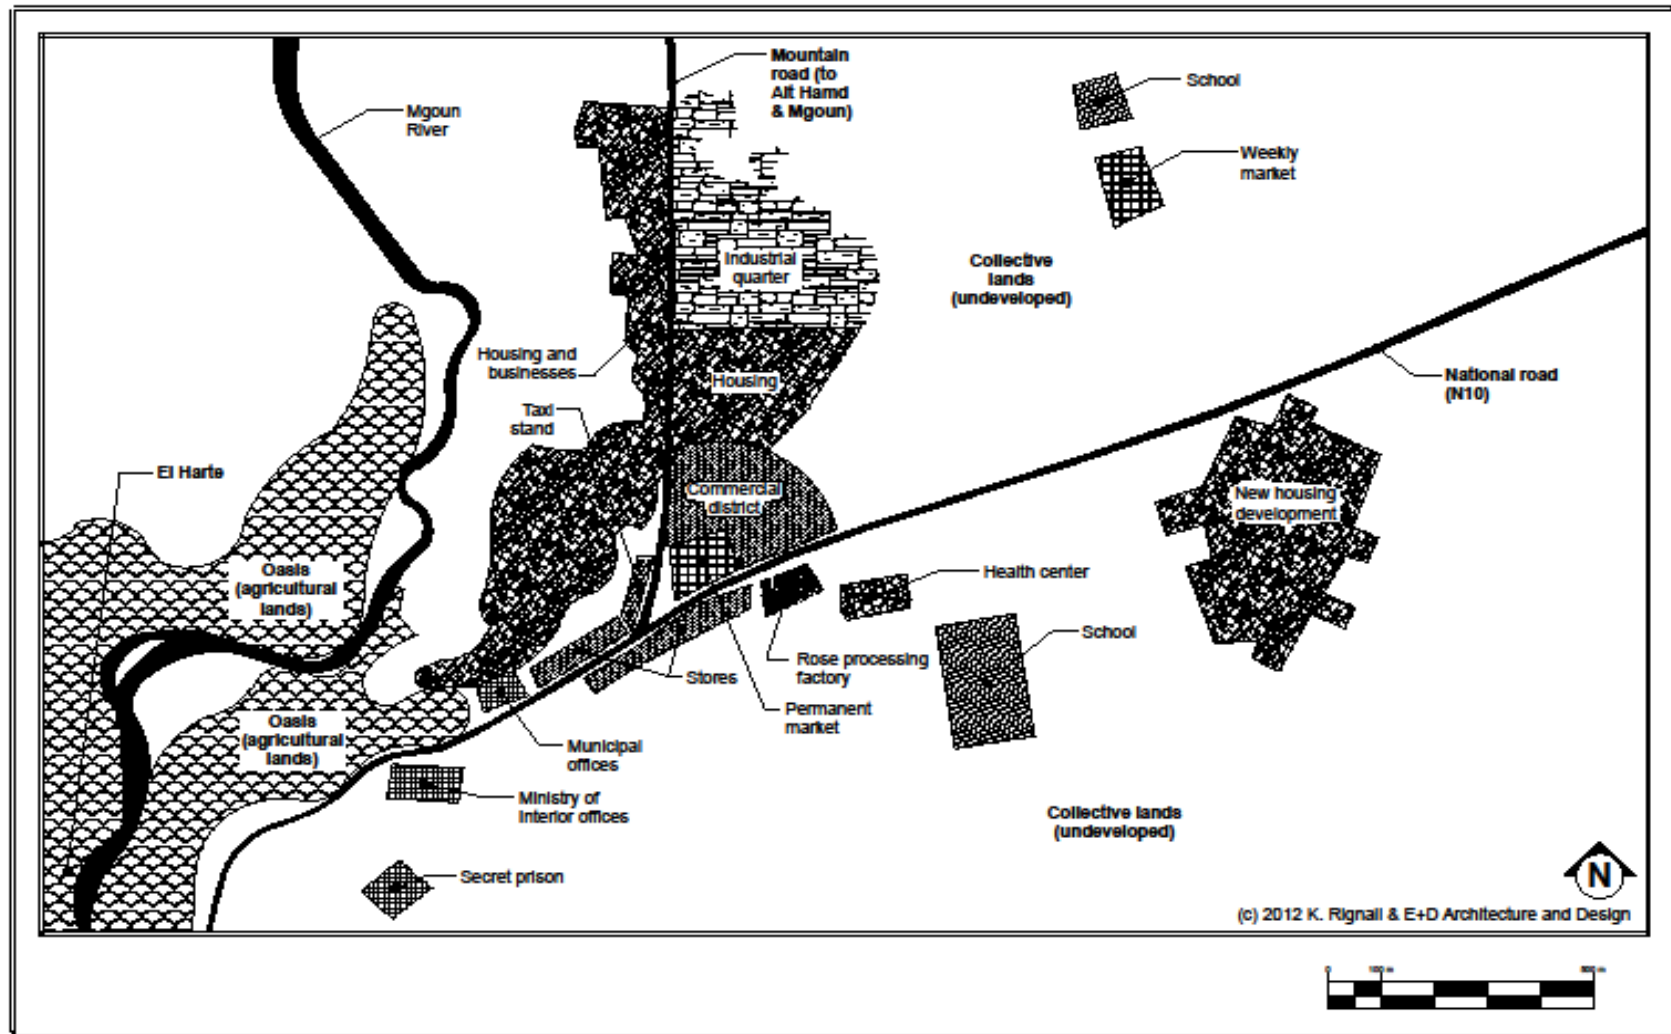 Mountain
road (to
Ait Hamd
& Mgoun)
School
Mgoun
River
Weekly
market
Industrial
quarter
Collective
lands
(undeveloped)
Housing and
businesses
Housing
National road
(N10)
Taxi
stand
El Harte
Commercial
district
New housing
development
Oasis
(agricultural
lands)
Health center
School
Rose processing
factory
Stores
Permanent
market
Oasis
(agricultural
lands)
Municipal
offices
Ministry of
Interior offices
Collective lands
(undeveloped)
Secret prison
N
(c) 2012 K. Rignall & E+D Architecture and Design
0 100 m 500 m